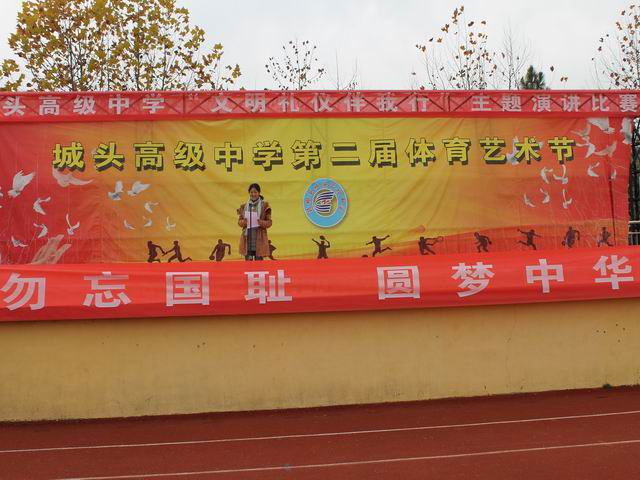 头高级中学“文明礼仪伴我行”主题演讲比赛
城头高级中学第二届体育艺术节
勿忘国耻 圆梦中华